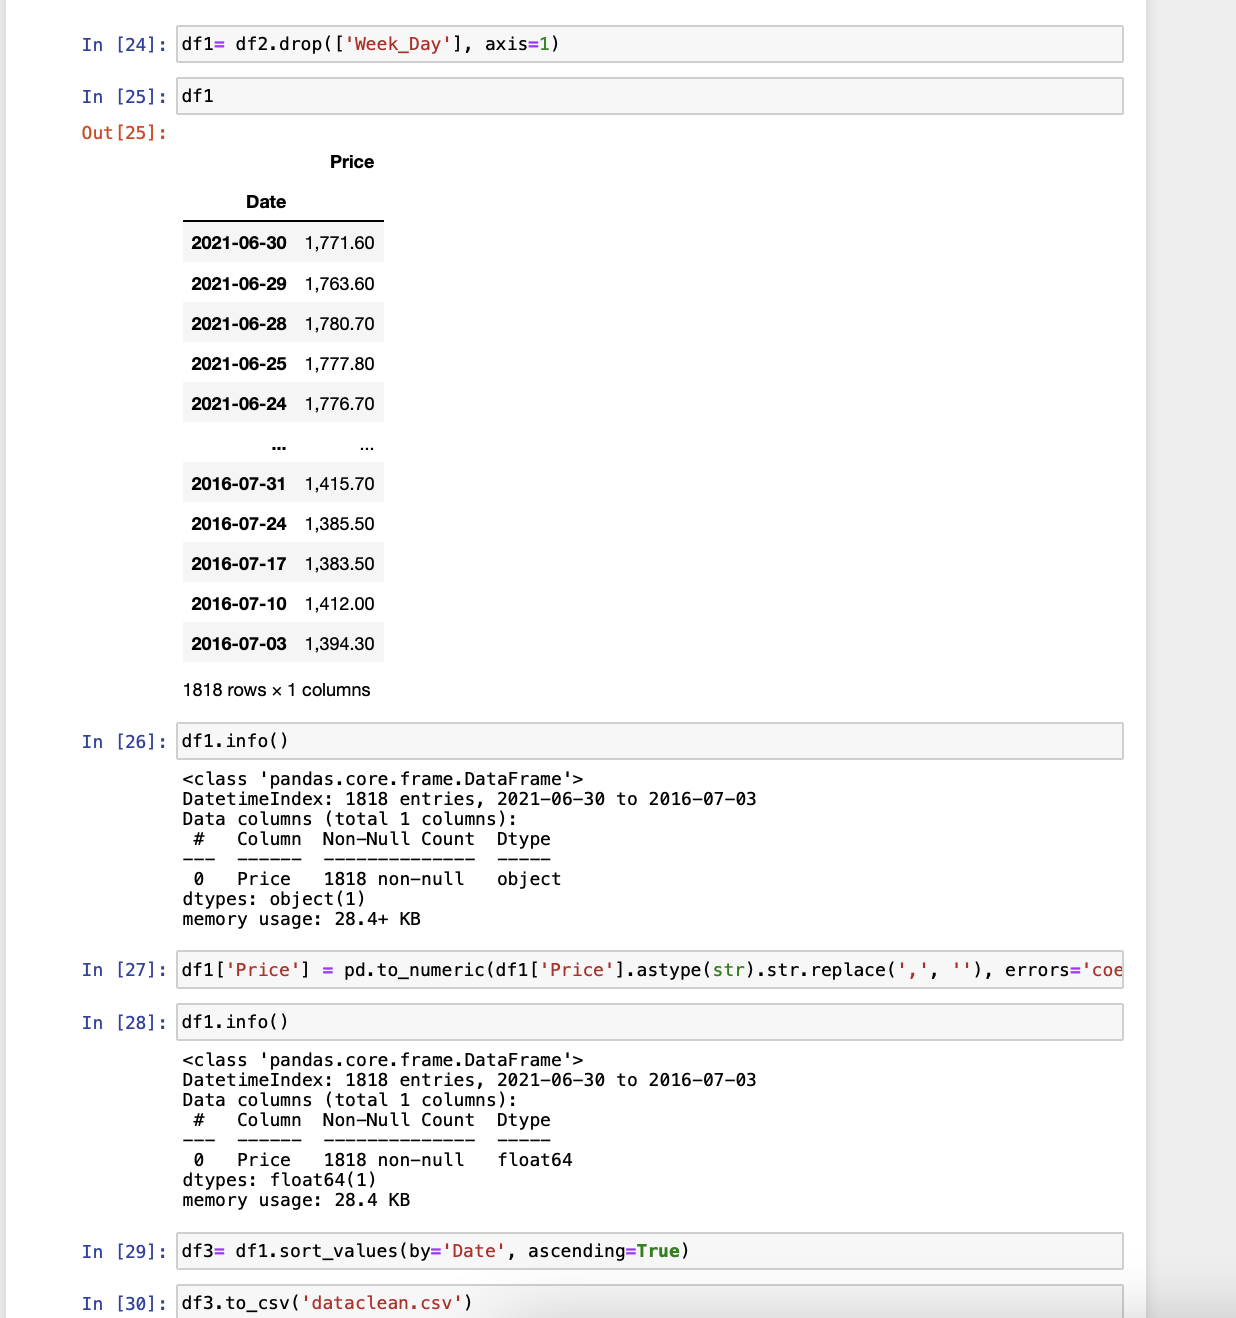 In [24]: df1= df2.drop(['Week_Day'], axis=1)
In [25]: df1
Out[25]:
Price
Date
2021-06-30 1,771.60
2021-06-29 1,763.60
2021-06-28 1,780.70
2021-06-25 1,777.80
2021-06-24 1,776.70
... ...
2016-07-31 1,415.70
2016-07-24 1,385.50
2016-07-17 1,383.50
2016-07-10 1,412.00
2016-07-03 1,394.30
1818 rows × 1 columns
In [26]: df1.info()
<class 'pandas.core.frame.DataFrame'>
DatetimeIndex: 1818 entries, 2021-06-30 to 2016-07-03
Data columns (total 1 columns):
 #   Column  Non-Null Count  Dtype
---  ------  --------------  -----
 0   Price   1818 non-null   object
dtypes: object(1)
memory usage: 28.4+ KB
In [27]: df1['Price'] = pd.to_numeric(df1['Price'].astype(str).str.replace(',', ''), errors='coe
In [28]: df1.info()
<class 'pandas.core.frame.DataFrame'>
DatetimeIndex: 1818 entries, 2021-06-30 to 2016-07-03
Data columns (total 1 columns):
 #   Column  Non-Null Count  Dtype
---  ------  --------------  -----
 0   Price   1818 non-null   float64
dtypes: float64(1)
memory usage: 28.4 KB
In [29]: df3= df1.sort_values(by='Date', ascending=True)
In [30]: df3.to_csv('dataclean.csv')